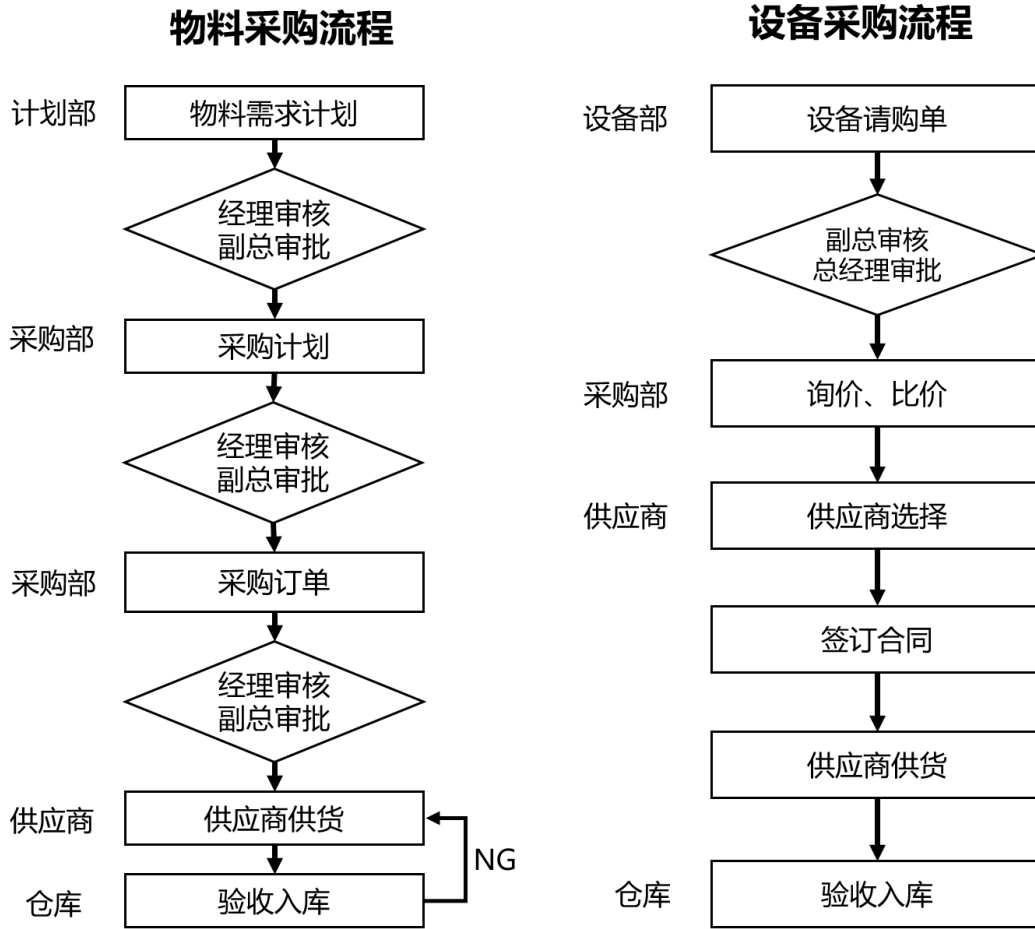 物料采购流程
计划部
物料需求计划
经理审核
副总审批
采购部
采购计划
经理审核
副总审批
采购部
采购订单
经理审核
副总审批
供应商
供应商供货
NG
仓库
验收入库
设备采购流程
设备部
设备请购单
副总审核
总经理审批
采购部
询价、比价
供应商
供应商选择
签订合同
供应商供货
仓库
验收入库